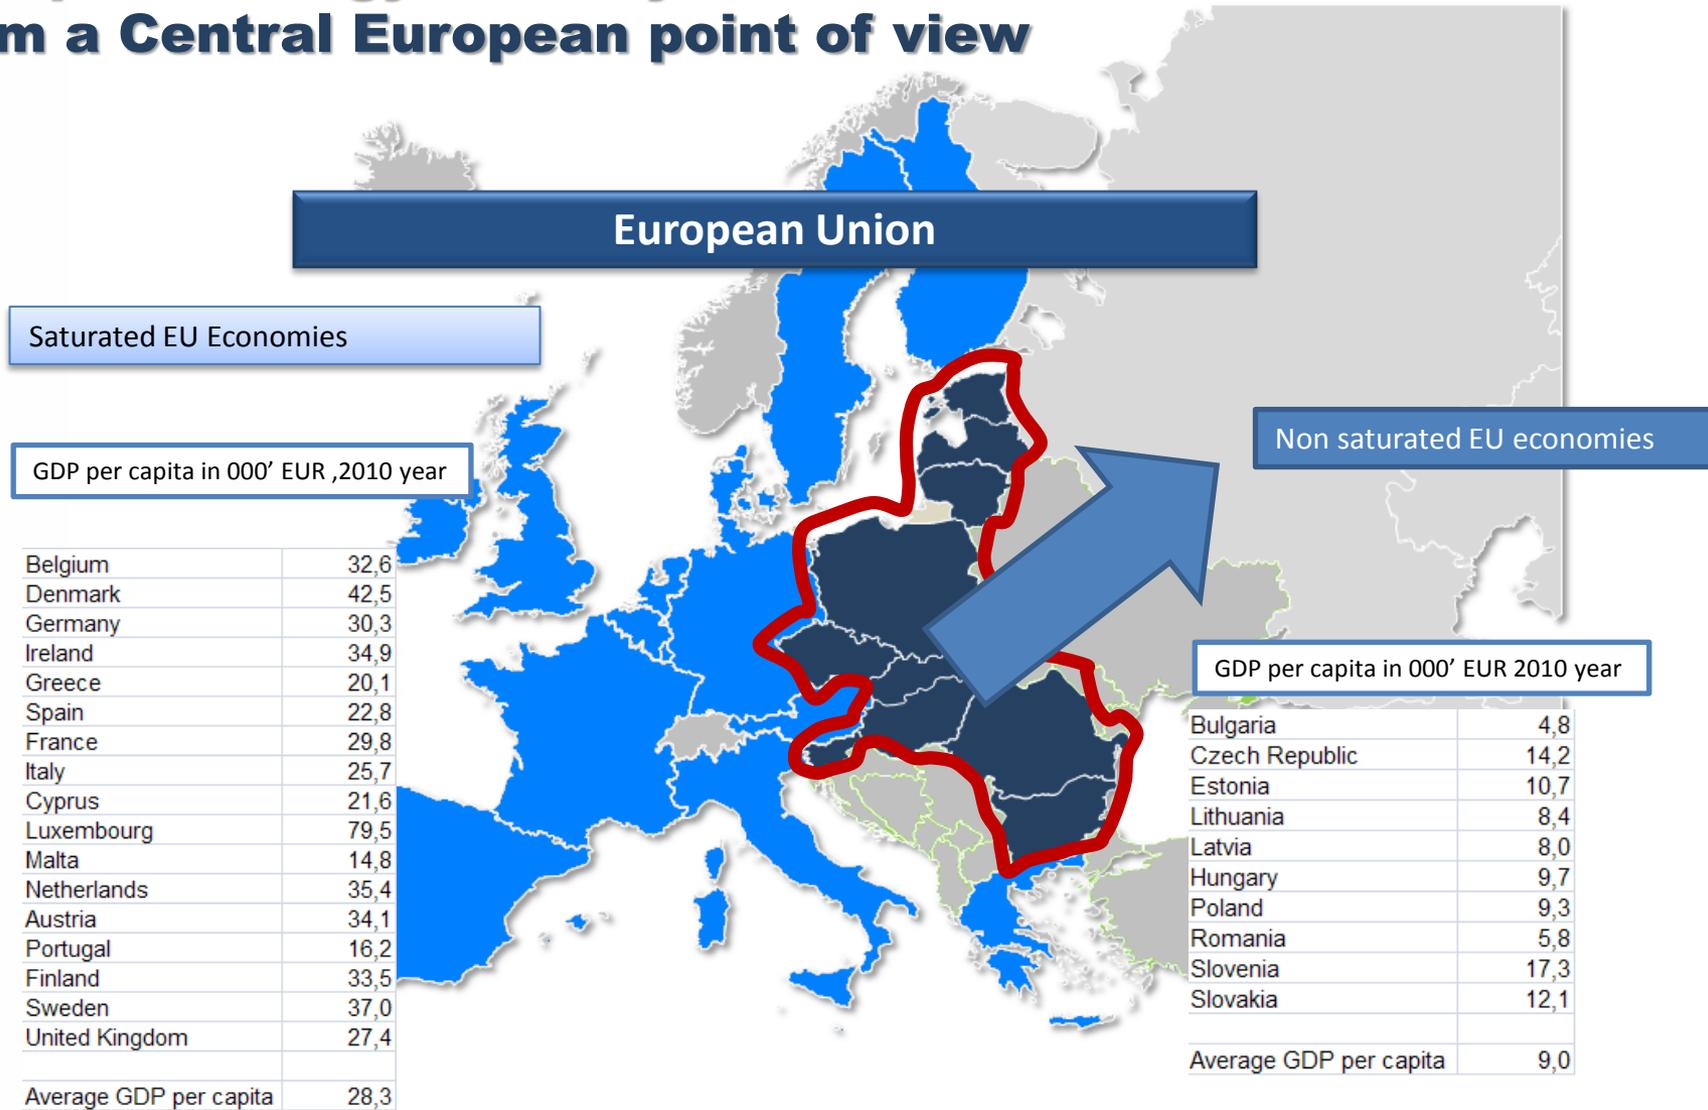 m a Central European point of view
European Union
Saturated EU Economies
GDP per capita in 000’ EUR ,2010 year
Belgium 32,6
Denmark 42,5
Germany 30,3
Ireland 34,9
Greece 20,1
Spain 22,8
France 29,8
Italy 25,7
Cyprus 21,6
Luxembourg 79,5
Malta 14,8
Netherlands 35,4
Austria 34,1
Portugal 16,2
Finland 33,5
Sweden 37,0
United Kingdom 27,4
Average GDP per capita 28,3
Non saturated EU economies
GDP per capita in 000’ EUR 2010 year
Bulgaria 4,8
Czech Republic 14,2
Estonia 10,7
Lithuania 8,4
Latvia 8,0
Hungary 9,7
Poland 9,3
Romania 5,8
Slovenia 17,3
Slovakia 12,1
Average GDP per capita 9,0